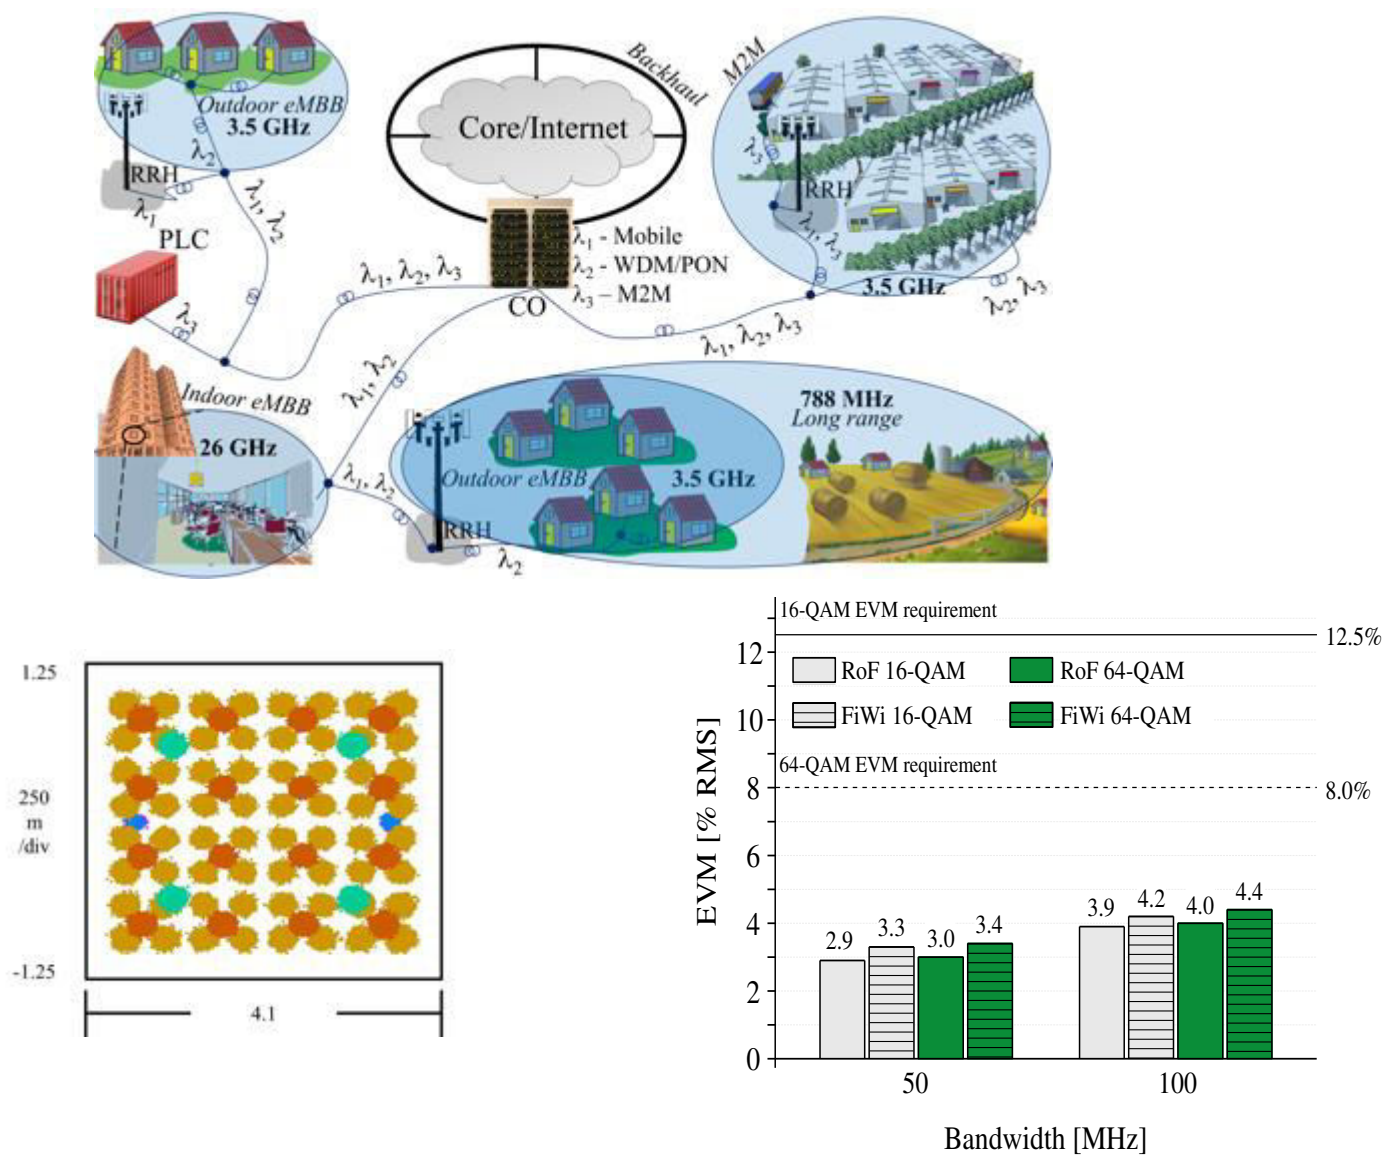 Outdoor eMBB
3.5 GHz
λ2
RRH
λ1
λ1, λ2
PLC
λ3
Backhaul
Core/Internet
λ1 - Mobile
λ2 - WDM/PON
λ3 – M2M
CO
λ1, λ2, λ3
M2M
λ3
RRH
λ1, λ3
3.5 GHz
λ2, λ3
λ1, λ2, λ3
λ1, λ2
Indoor eMBB
26 GHz
λ1, λ2
788 MHz
Long range
Outdoor eMBB
3.5 GHz
RRH
λ2
1.25
250
m
/div
-1.25
4.1
16-QAM EVM requirement
12.5%
RoF 16-QAM
RoF 64-QAM
FiWi 16-QAM
FiWi 64-QAM
64-QAM EVM requirement
8.0%
EVM [% RMS]
12
10
8
6
4
2
0
2.9
3.3
3.0
3.4
3.9
4.2
4.0
4.4
50
100
Bandwidth [MHz]